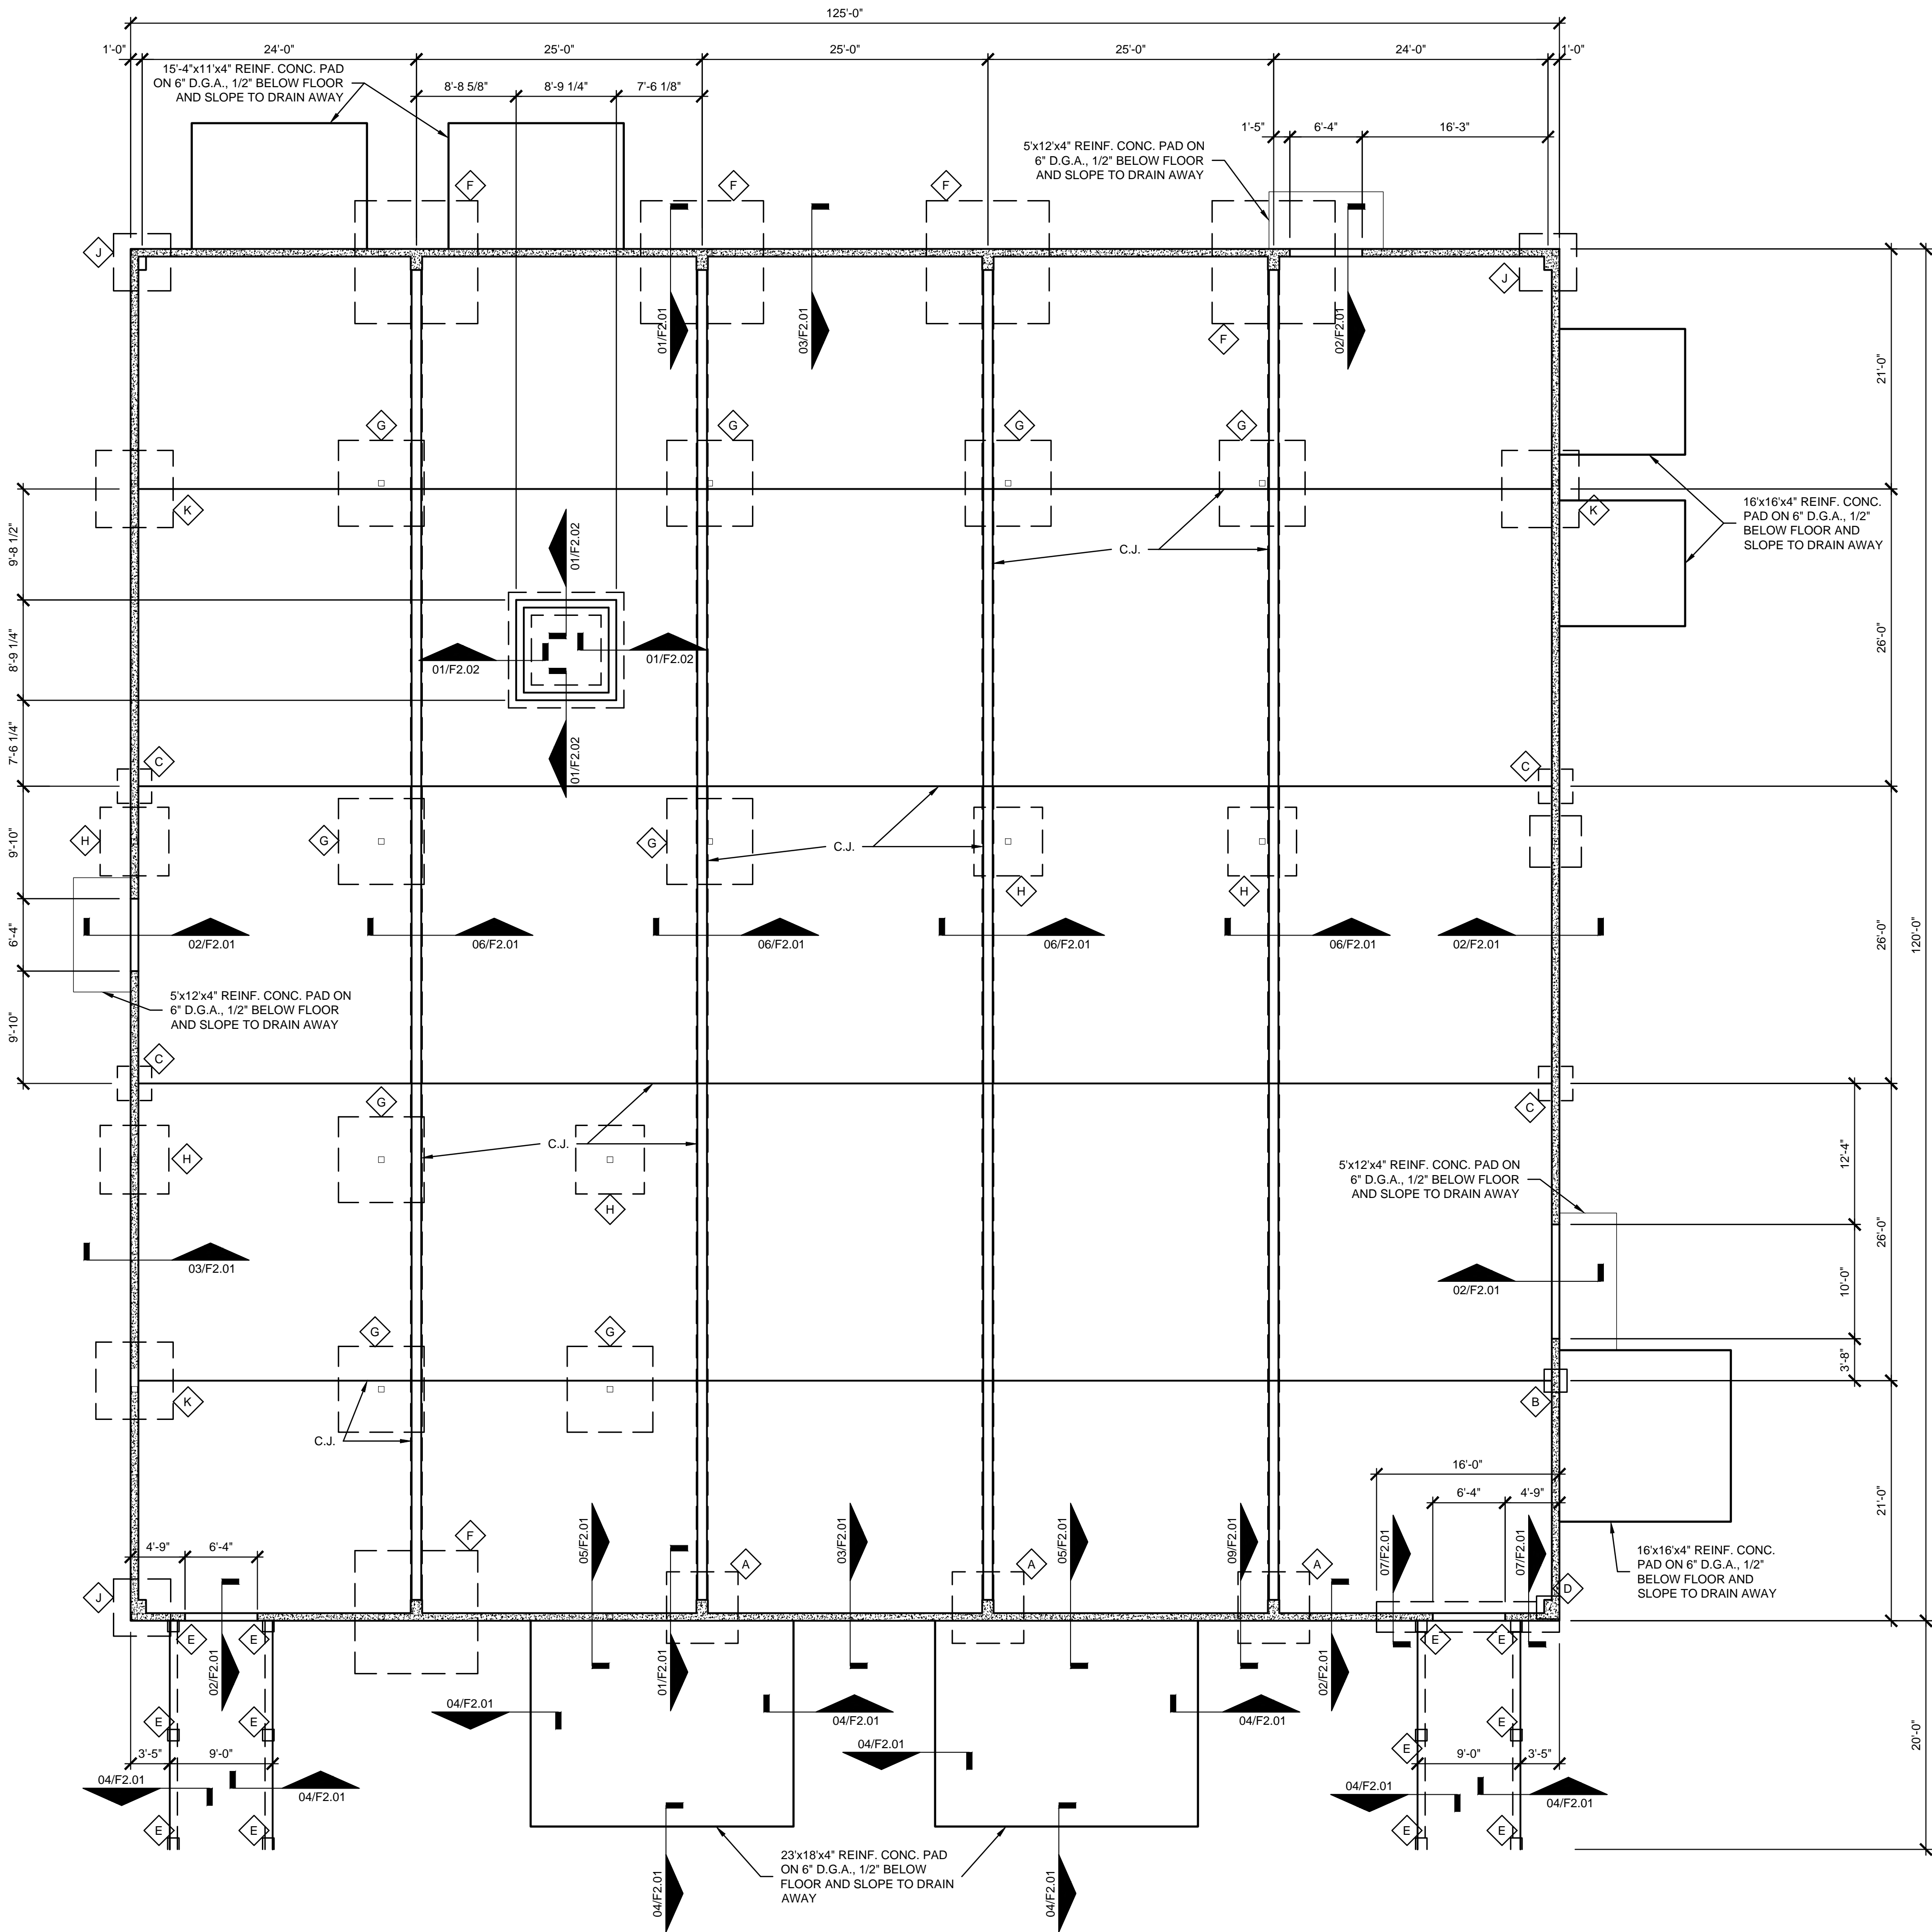 125'-0"
1'-0"
24'-0"
25'-0"
25'-0"
25'-0"
24'-0"
1'-0"
15'-4"x11'x4" REINF. CONC. PAD
ON 6" D.G.A., 1/2" BELOW FLOOR
AND SLOPE TO DRAIN AWAY
8'-8 5/8"
8'-9 1/4"
7'-6 1/8"
1'-5"
6'-4"
16'-3"
5'x12'x4" REINF. CONC. PAD ON
6" D.G.A., 1/2" BELOW FLOOR
AND SLOPE TO DRAIN AWAY
F
F
F
J
J
F
01/F2.01
03/F2.01
02/F2.01
21'-0"
G
G
G
G
K
K
16'x16'x4" REINF. CONC.
PAD ON 6" D.G.A., 1/2"
BELOW FLOOR AND
SLOPE TO DRAIN AWAY
9'-8 1/2"
C.J.
01/F2.02
26'-0"
8'-9 1/4"
01/F2.02
01/F2.02
01/F2.02
7'-6 1/4"
C
C
9'-10"
H
G
G
C.J.
H
H
6'-4"
02/F2.01
06/F2.01
06/F2.01
06/F2.01
06/F2.01
02/F2.01
26'-0"
120'-0"
5'x12'x4" REINF. CONC. PAD ON
6" D.G.A., 1/2" BELOW FLOOR
AND SLOPE TO DRAIN AWAY
9'-10"
C
C
G
C.J.
H
H
12'-4"
5'x12'x4" REINF. CONC. PAD ON
6" D.G.A., 1/2" BELOW FLOOR
AND SLOPE TO DRAIN AWAY
26'-0"
03/F2.01
02/F2.01
10'-0"
G
G
3'-8"
K
B
C.J.
16'-0"
6'-4"
4'-9"
21'-0"
4'-9"
6'-4"
F
05/F2.01
03/F2.01
05/F2.01
09/F2.01
07/F2.01
07/F2.01
A
A
A
J
D
16'x16'x4" REINF. CONC.
PAD ON 6" D.G.A., 1/2"
BELOW FLOOR AND
SLOPE TO DRAIN AWAY
E
E
E
E
02/F2.01
01/F2.01
02/F2.01
04/F2.01
04/F2.01
04/F2.01
E
E
E
E
3'-5"
9'-0"
04/F2.01
9'-0"
3'-5"
20'-0"
04/F2.01
04/F2.01
04/F2.01
04/F2.01
E
E
E
E
23'x18'x4" REINF. CONC. PAD
ON 6" D.G.A., 1/2" BELOW
FLOOR AND SLOPE TO DRAIN
AWAY
04/F2.01
04/F2.01